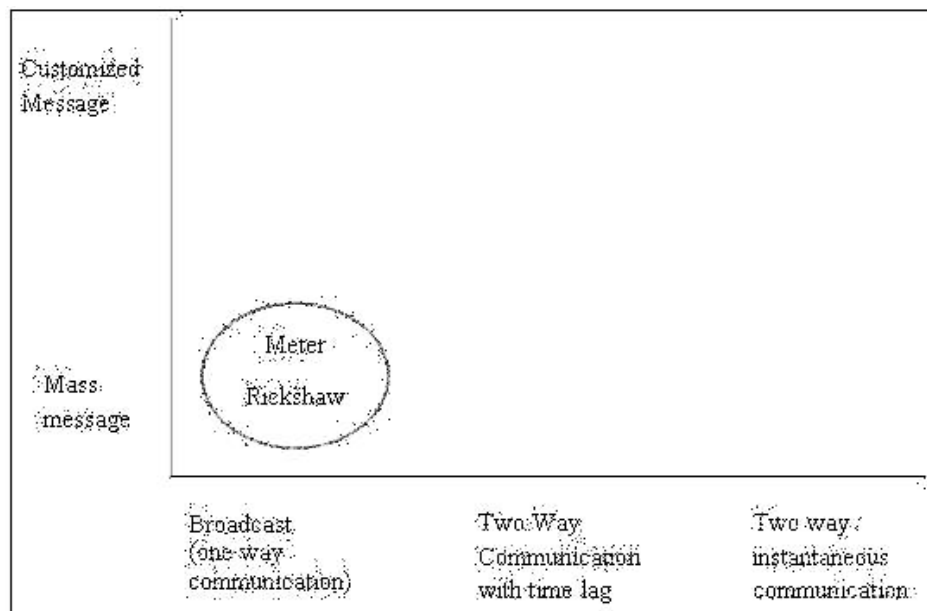 Customized
Message
Meter
Rickshaw
Mass
message
Broadcast
(one way
communication)
Two Way
Communication
with time lag
Two way
instantaneous
communication